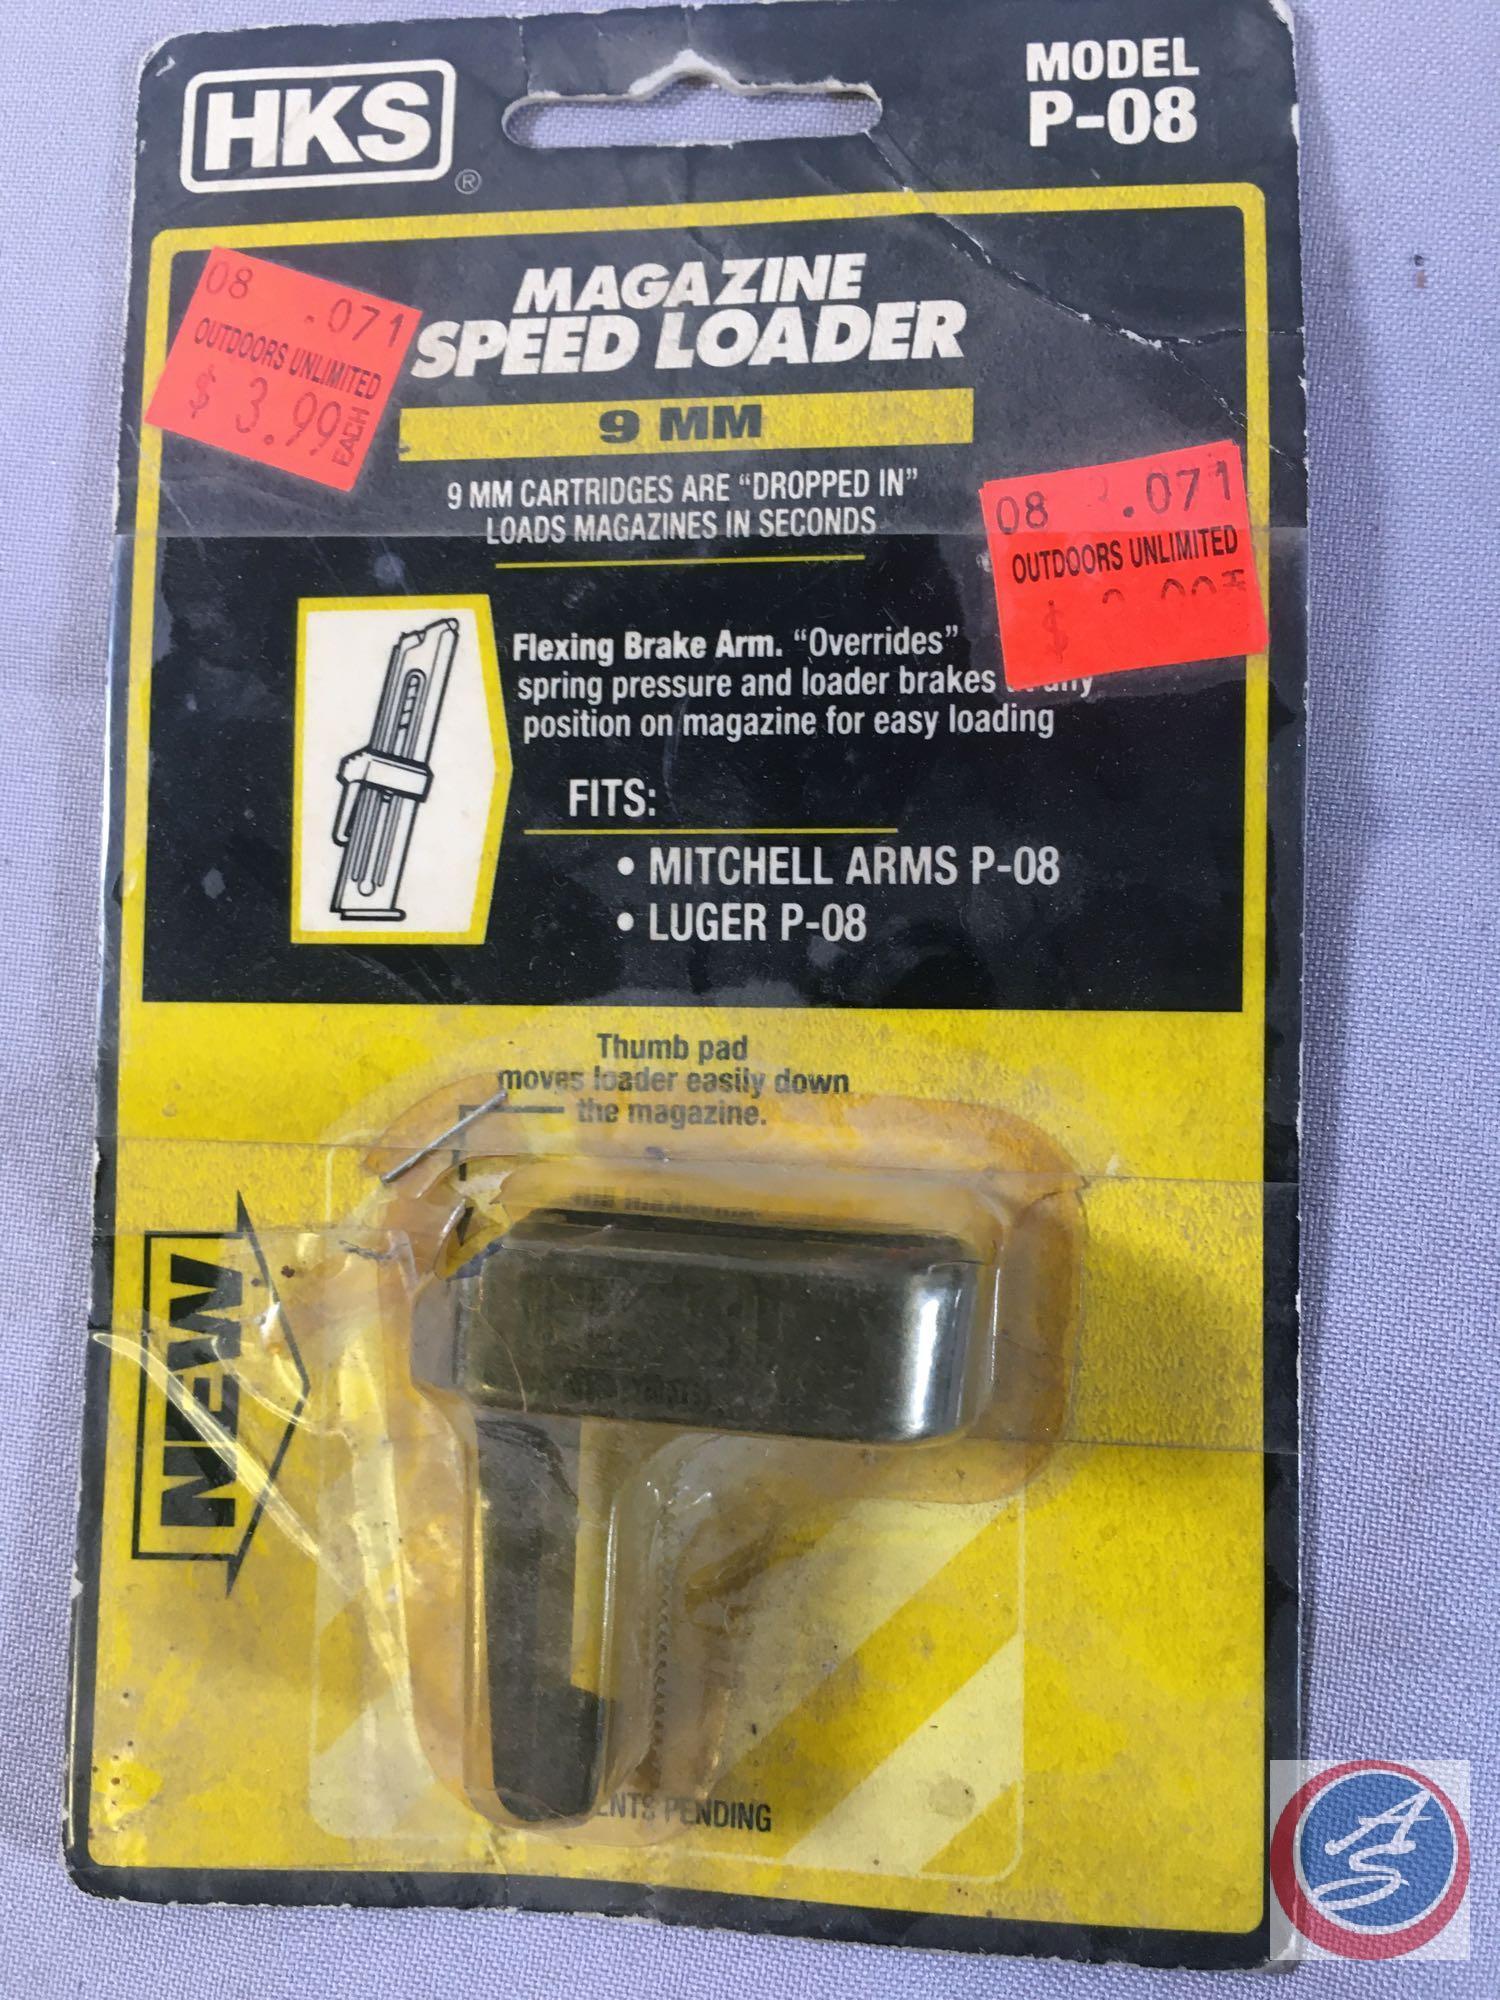 HKS
®
MODEL
P-08
MAGAZINE
SPEED LOADER
08 .071
OUTDOORS UNLIMITED
$ 3.99 EACH
9 MM
9 MM CARTRIDGES ARE “DROPPED IN”
LOADS MAGAZINES IN SECONDS
08 .071
OUTDOORS UNLIMITED
$
Flexing Brake Arm. “Overrides”
spring pressure and loader brakes
position on magazine for easy loading
FITS:
• MITCHELL ARMS P-08
• LUGER P-08
Thumb pad
moves loader easily down
the magazine.
NEW
PENDING
AS